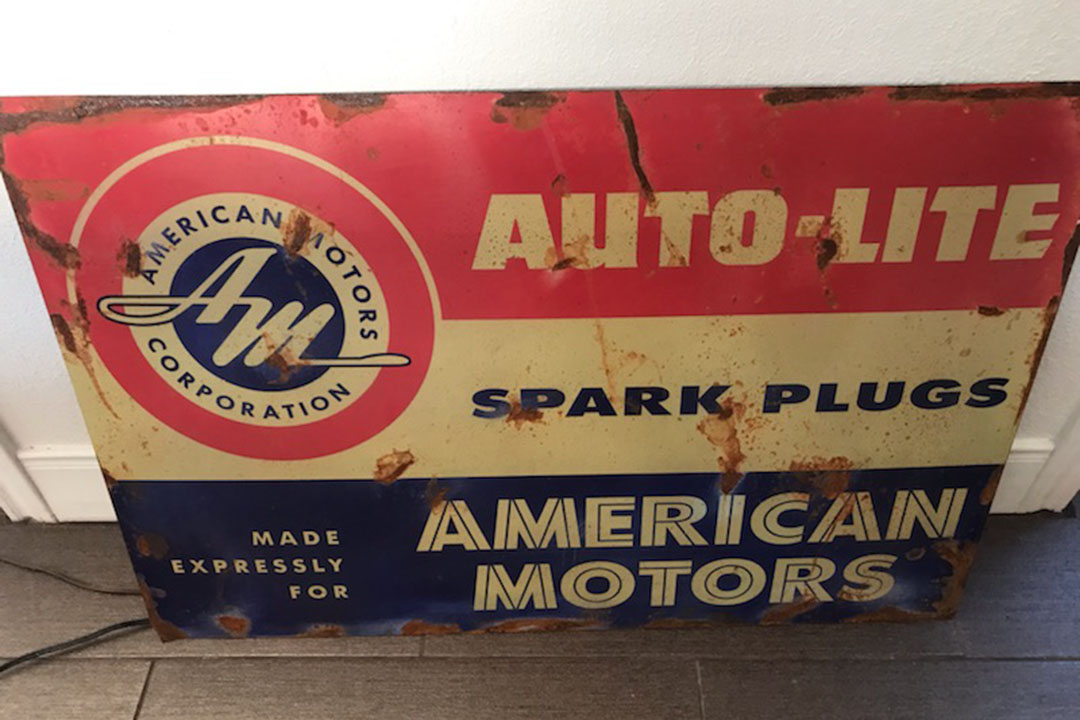 AMERICAN MOTORS
AM
CORPORATION
AUTO-LITE
SPARK PLUGS
MADE
EXPRESSLY
FOR
AMERICAN
MOTORS